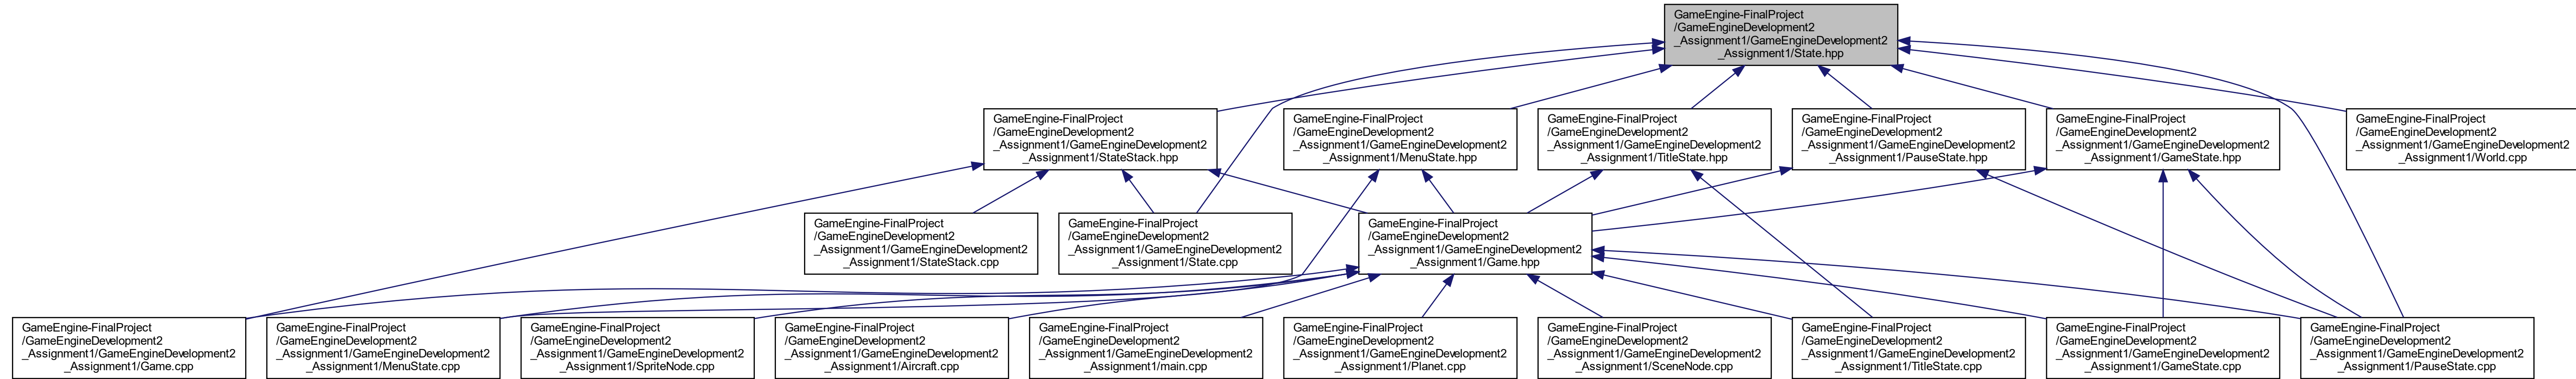 GameEngine-FinalProject
/GameEngineDevelopment2
_Assignment1/GameEngineDevelopment2
_Assignment1/State.hpp
GameEngine-FinalProject
/GameEngineDevelopment2
_Assignment1/GameEngineDevelopment2
_Assignment1/StateStack.hpp
GameEngine-FinalProject
/GameEngineDevelopment2
_Assignment1/GameEngineDevelopment2
_Assignment1/MenuState.hpp
GameEngine-FinalProject
/GameEngineDevelopment2
_Assignment1/GameEngineDevelopment2
_Assignment1/TitleState.hpp
GameEngine-FinalProject
/GameEngineDevelopment2
_Assignment1/GameEngineDevelopment2
_Assignment1/PauseState.hpp
GameEngine-FinalProject
/GameEngineDevelopment2
_Assignment1/GameEngineDevelopment2
_Assignment1/GameState.hpp
GameEngine-FinalProject
/GameEngineDevelopment2
_Assignment1/GameEngineDevelopment2
_Assignment1/World.cpp
GameEngine-FinalProject
/GameEngineDevelopment2
_Assignment1/GameEngineDevelopment2
_Assignment1/StateStack.cpp
GameEngine-FinalProject
/GameEngineDevelopment2
_Assignment1/GameEngineDevelopment2
_Assignment1/State.cpp
GameEngine-FinalProject
/GameEngineDevelopment2
_Assignment1/GameEngineDevelopment2
_Assignment1/Game.hpp
GameEngine-FinalProject
/GameEngineDevelopment2
_Assignment1/GameEngineDevelopment2
_Assignment1/Game.cpp
GameEngine-FinalProject
/GameEngineDevelopment2
_Assignment1/GameEngineDevelopment2
_Assignment1/MenuState.cpp
GameEngine-FinalProject
/GameEngineDevelopment2
_Assignment1/GameEngineDevelopment2
_Assignment1/SpriteNode.cpp
GameEngine-FinalProject
/GameEngineDevelopment2
_Assignment1/GameEngineDevelopment2
_Assignment1/Aircraft.cpp
GameEngine-FinalProject
/GameEngineDevelopment2
_Assignment1/GameEngineDevelopment2
_Assignment1/main.cpp
GameEngine-FinalProject
/GameEngineDevelopment2
_Assignment1/GameEngineDevelopment2
_Assignment1/Planet.cpp
GameEngine-FinalProject
/GameEngineDevelopment2
_Assignment1/GameEngineDevelopment2
_Assignment1/SceneNode.cpp
GameEngine-FinalProject
/GameEngineDevelopment2
_Assignment1/GameEngineDevelopment2
_Assignment1/TitleState.cpp
GameEngine-FinalProject
/GameEngineDevelopment2
_Assignment1/GameEngineDevelopment2
_Assignment1/GameState.cpp
GameEngine-FinalProject
/GameEngineDevelopment2
_Assignment1/GameEngineDevelopment2
_Assignment1/PauseState.cpp